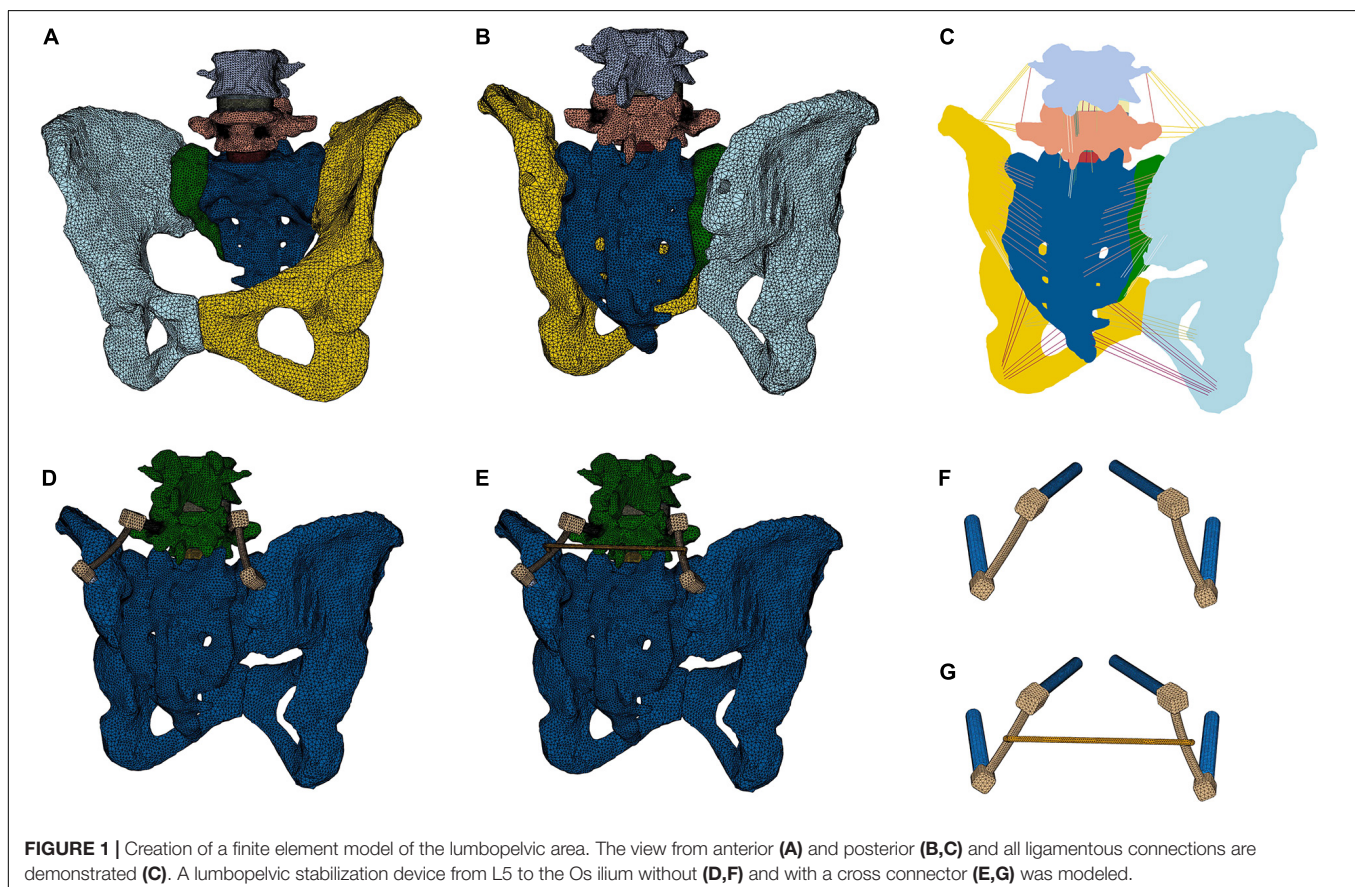 A
B
C
D
E
F
G
FIGURE 1 | Creation of a finite element model of the lumbopelvic area. The view from anterior (A) and posterior (B,C) and all ligamentous connections are
demonstrated (C). A lumbopelvic stabilization device from L5 to the Os ilium without (D,F) and with a cross connector (E,G) was modeled.